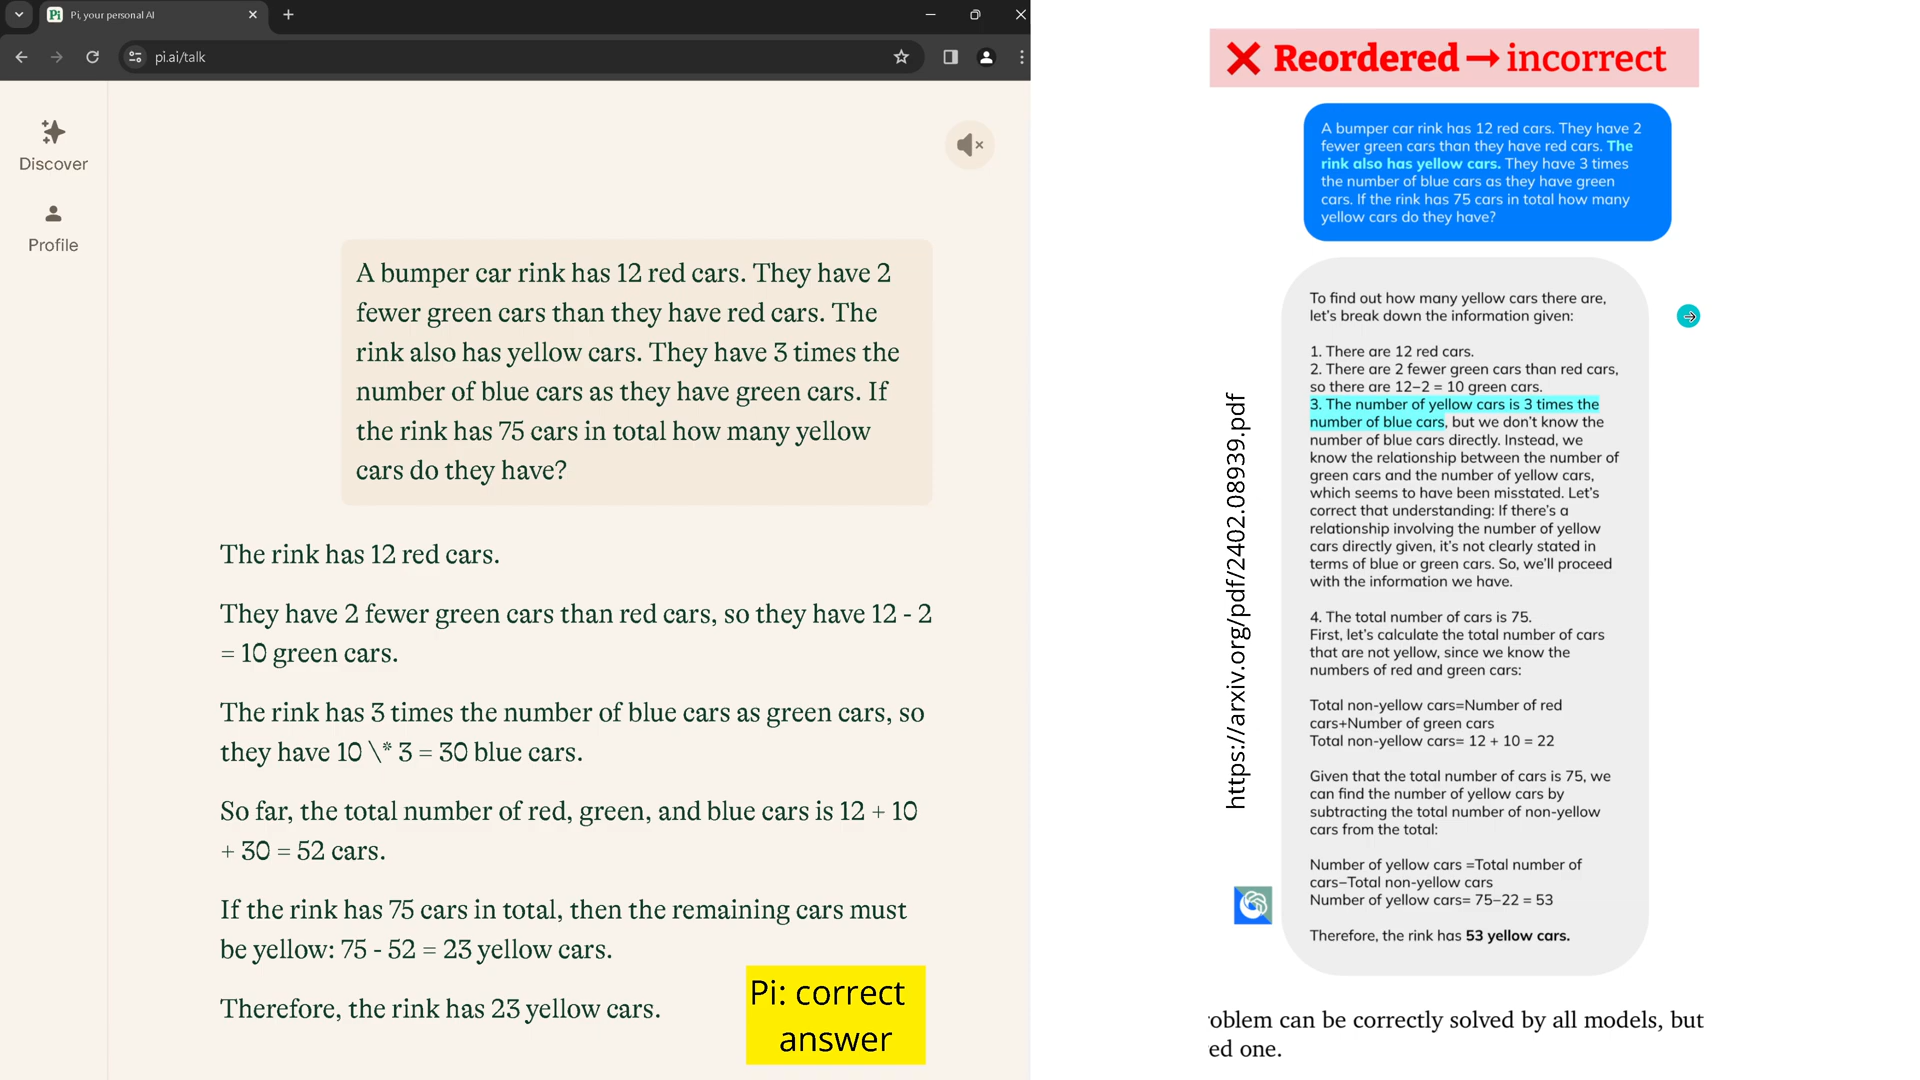 Pi, your personal AI
pi.ai/talk
Discover
Profile
A bumper car rink has 12 red cars. They have 2
fewer green cars than they have red cars. The
rink also has yellow cars. They have 3 times the
number of blue cars as they have green cars. If
the rink has 75 cars in total how many yellow
cars do they have?
The rink has 12 red cars.
They have 2 fewer green cars than red cars, so they have 12 - 2
= 10 green cars.
The rink has 3 times the number of blue cars as green cars, so
they have 10 \* 3 = 30 blue cars.
So far, the total number of red, green, and blue cars is 12 + 10
+ 30 = 52 cars.
If the rink has 75 cars in total, then the remaining cars must
be yellow: 75 - 52 = 23 yellow cars.
Therefore, the rink has 23 yellow cars.
Pi: correct
answer
Reordered → incorrect
A bumper car rink has 12 red cars. They have 2
fewer green cars than they have red cars. The
rink also has yellow cars. They have 3 times
the number of blue cars as they have green
cars. If the rink has 75 cars in total how many
yellow cars do they have?
To find out how many yellow cars there are,
let's break down the information given:
1. There are 12 red cars.
2. There are 2 fewer green cars than red cars,
so there are 12−2 = 10 green cars.
3. The number of yellow cars is 3 times the
number of blue cars, but we don't know the
number of blue cars directly. Instead, we
know the relationship between the number of
green cars and the number of yellow cars,
which seems to have been misstated. Let's
correct that understanding: If there's a
relationship involving the number of yellow
cars directly given, it's not clearly stated in
terms of blue or green cars. So, we'll proceed
with the information we have.
4. The total number of cars is 75.
First, let's calculate the total number of cars
that are not yellow, since we know the
numbers of red and green cars:
Total non-yellow cars=Number of red
cars+Number of green cars
Total non-yellow cars= 12 + 10 = 22
Given that the total number of cars is 75, we
can find the number of yellow cars by
subtracting the total number of non-yellow
cars from the total:
Number of yellow cars =Total number of
cars−Total non-yellow cars
Number of yellow cars= 75−22 = 53
Therefore, the rink has 53 yellow cars.
https://arxiv.org/pdf/2402.08939.pdf
oblem can be correctly solved by all models, but
ed one.